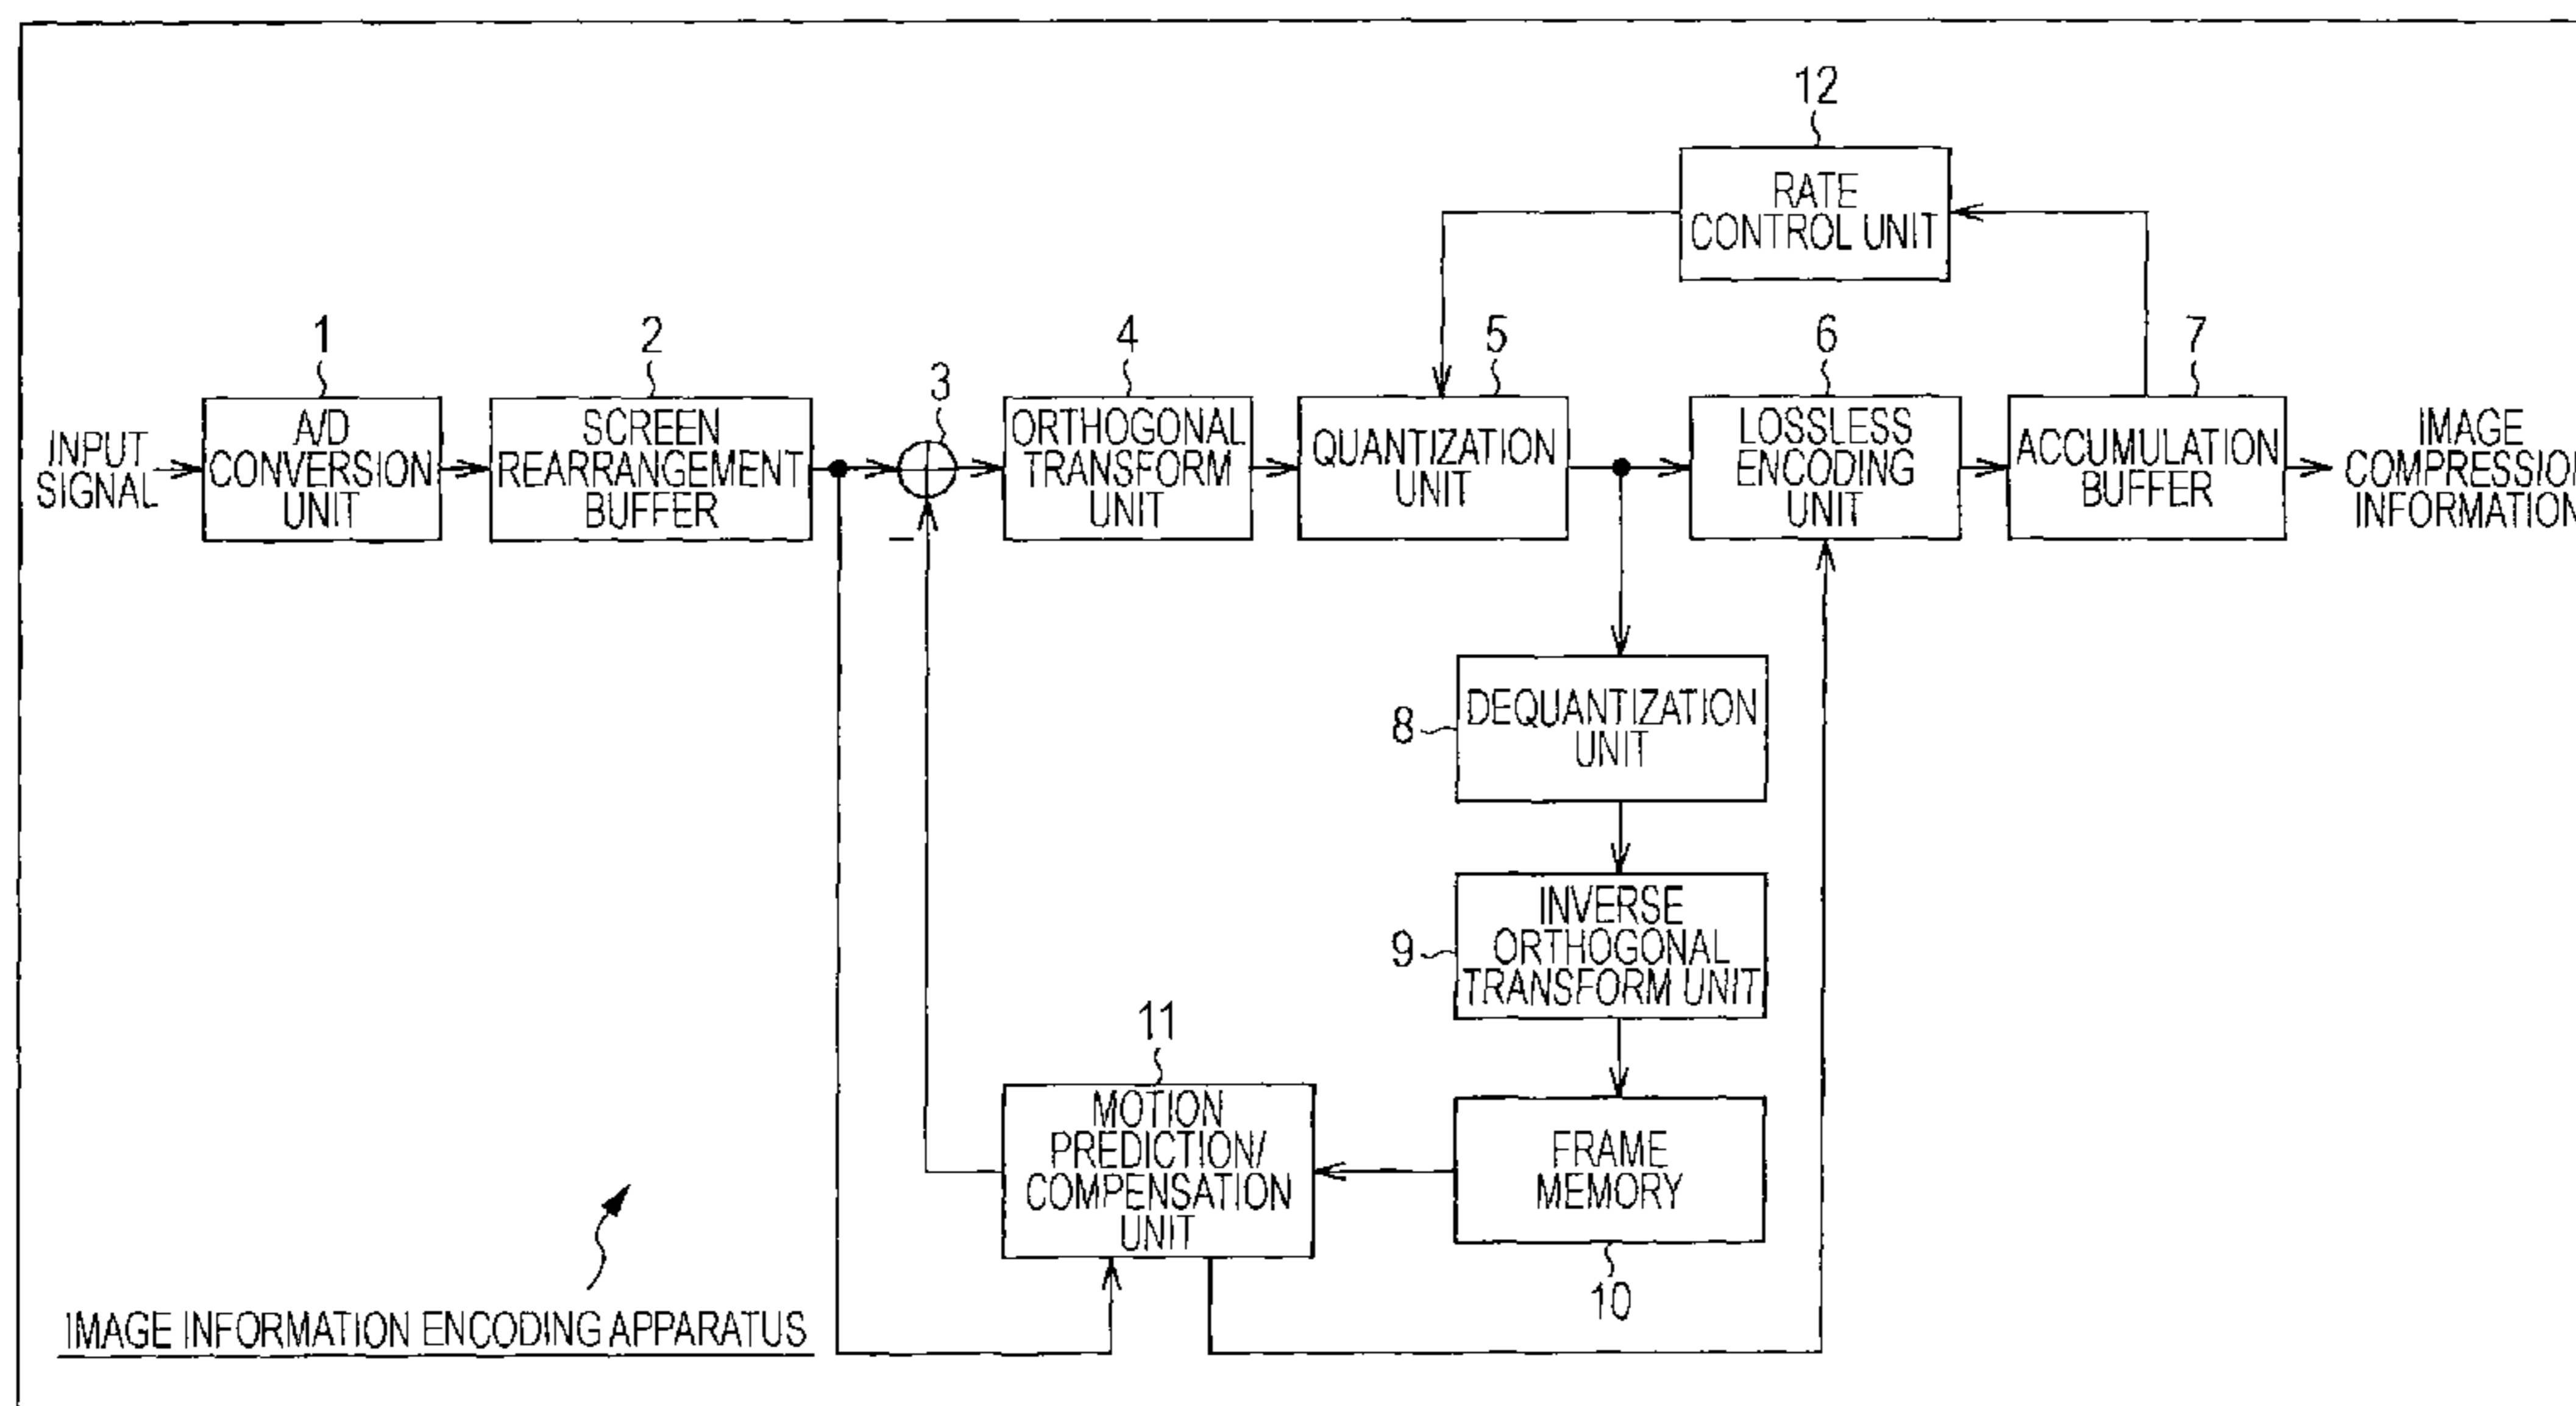 12
RATE
CONTROL UNIT
1
2
3
4
5
6
7
INPUT
SIGNAL
A/D
CONVERSION
UNIT
SCREEN
REARRANGEMENT
BUFFER
ORTHOGONAL
TRANSFORM
UNIT
QUANTIZATION
UNIT
LOSSLESS
ENCODING
UNIT
ACCUMULATION
BUFFER
IMAGE
COMPRESSION
INFORMATION
–
8
DEQUANTIZATION
UNIT
9
INVERSE
ORTHOGONAL
TRANSFORM UNIT
11
MOTION
PREDICTION/
COMPENSATION
UNIT
FRAME
MEMORY
10
IMAGE INFORMATION ENCODING APPARATUS